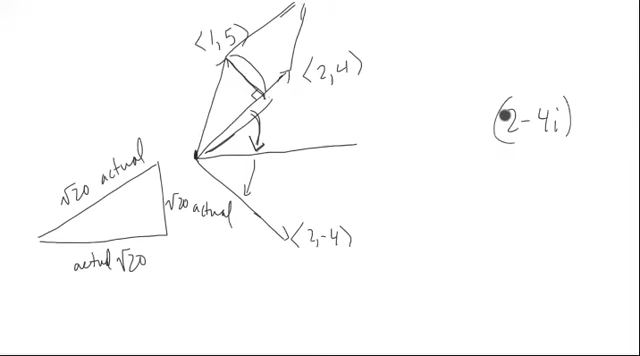 ⟨1,5⟩
⟨2,4⟩
(2-4i)
√20 actual
√20 actual
⟨2,-4⟩
actual √20